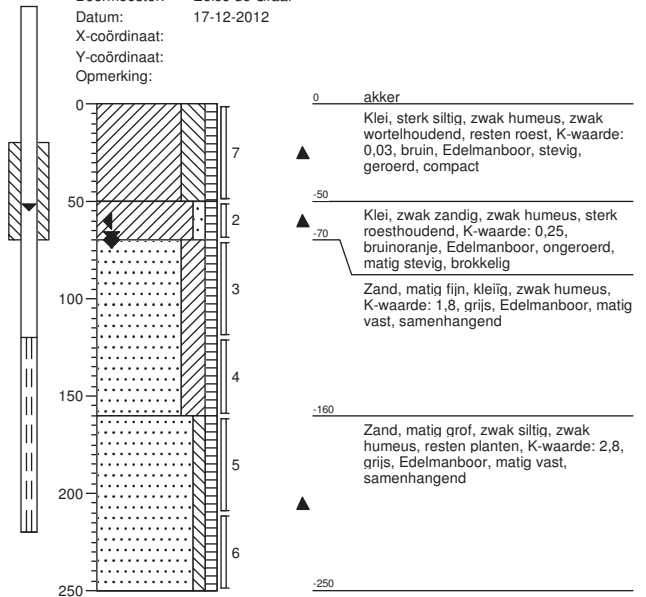 Datum: 17-12-2012
X-coördinaat:
Y-coördinaat:
Opmerking:
0
50
100
150
200
250
7
2
3
4
5
6
0 akker
Klei, sterk siltig, zwak humeus, zwak
wortelhoudend, resten roest, K-waarde:
0,03, bruin, Edelmanboor, stevig,
geroerd, compact
-50
Klei, zwak zandig, zwak humeus, sterk
roesthoudend, K-waarde: 0,25,
bruinoranje, Edelmanboor, ongeroerd,
matig stevig, brokkelig
-70
Zand, matig fijn, kleiïg, zwak humeus,
K-waarde: 1,8, grijs, Edelmanboor, matig
vast, samenhangend
-160
Zand, matig grof, zwak siltig, zwak
humeus, resten planten, K-waarde: 2,8,
grijs, Edelmanboor, matig vast,
samenhangend
-250